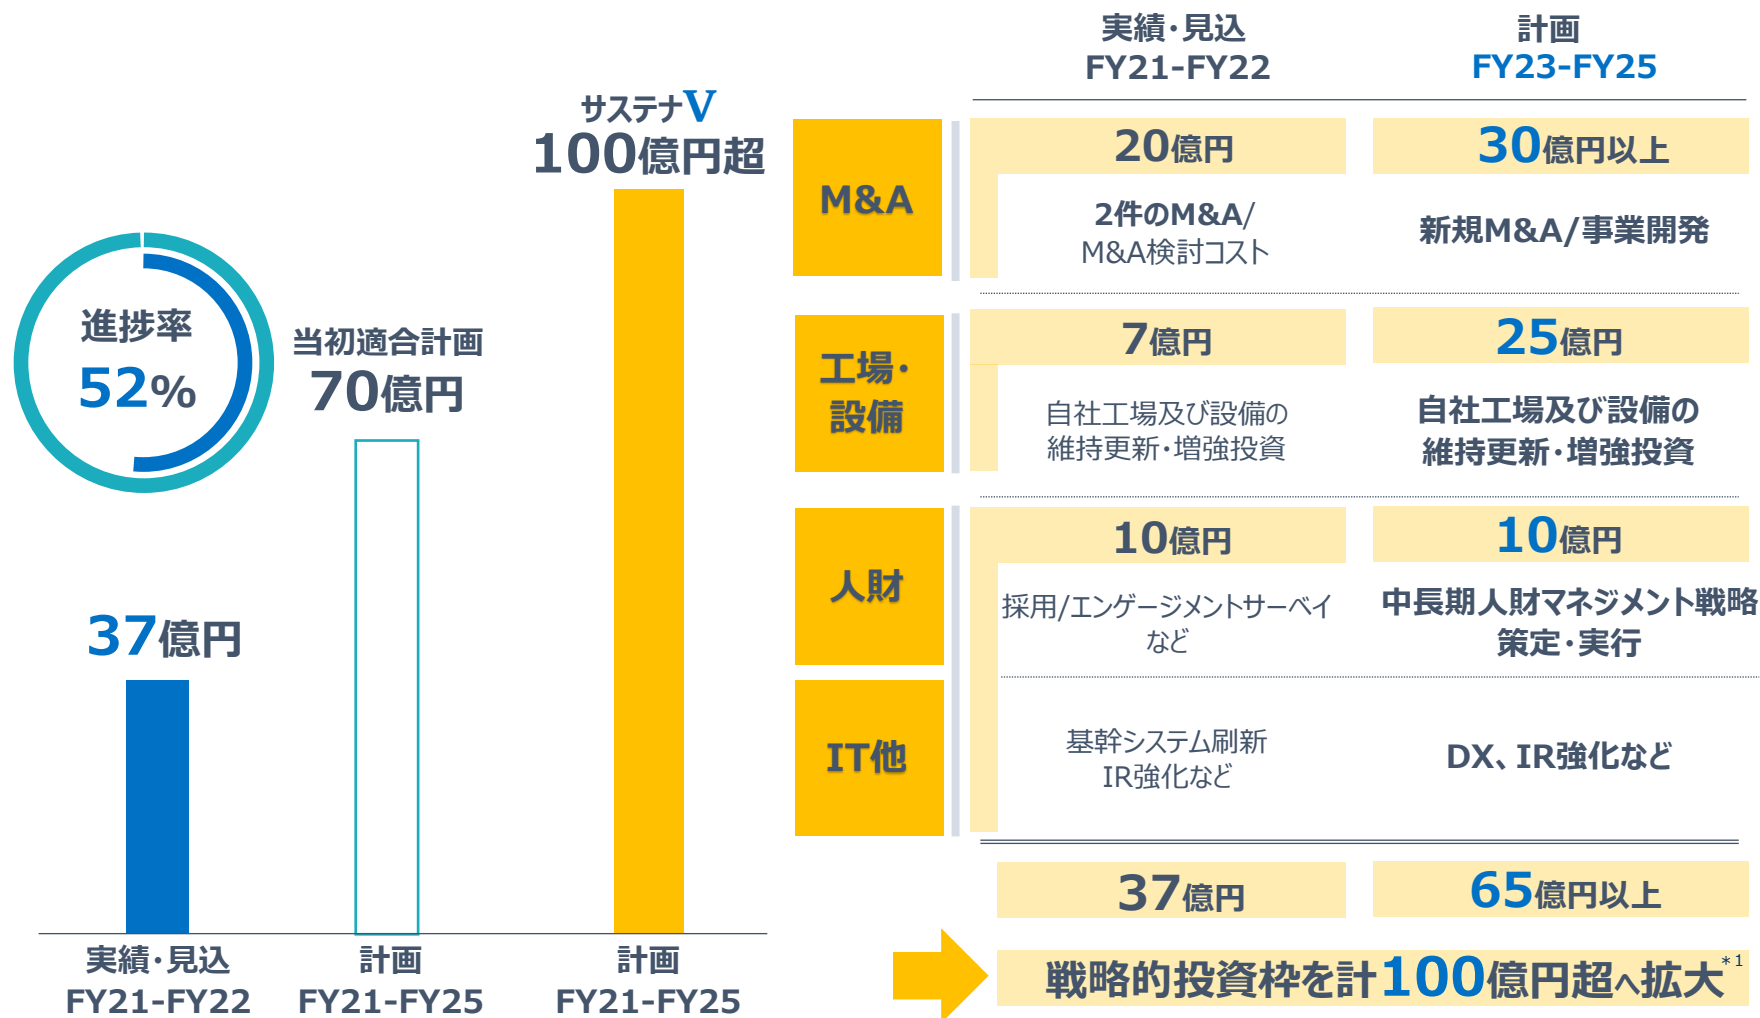 サステナV
100億円超
進捗率
52%
当初適合計画
70億円
37億円
実績・見込
FY21-FY22
計画
FY21-FY25
計画
FY21-FY25
実績・見込
FY21-FY22
計画
FY23-FY25
M&A
20億円
30億円以上
2件のM&A/
M&A検討コスト
新規M&A/事業開発
工場・
設備
7億円
25億円
自社工場及び設備の
維持更新・増強投資
自社工場及び設備の
維持更新・増強投資
人財
10億円
10億円
採用/エンゲージメントサーベイ
など
中長期人財マネジメント戦略
策定・実行
IT他
基幹システム刷新
IR強化など
DX、IR強化など
37億円
65億円以上
戦略的投資枠を計100億円超へ拡大*1